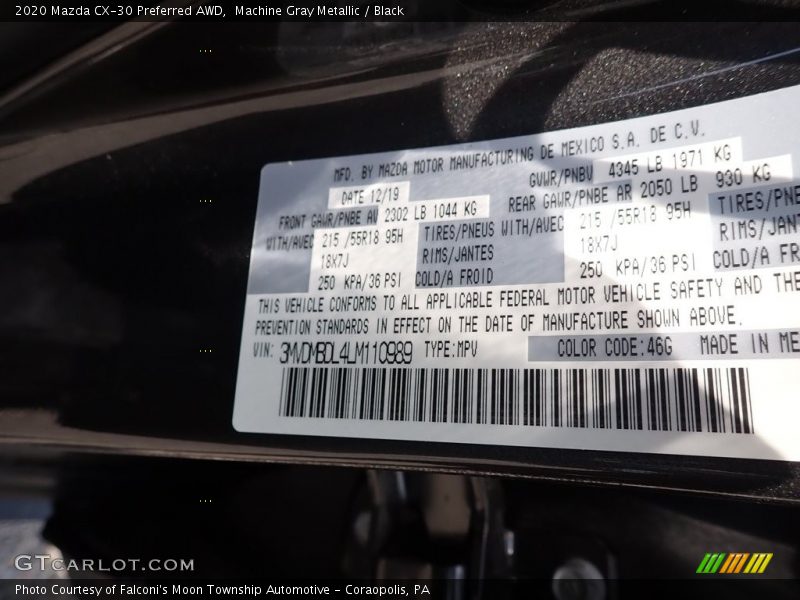 2020 Mazda CX-30 Preferred AWD,  Machine Gray Metallic / Black
MFD. BY MAZDA MOTOR MANUFACTURING DE MEXICO S.A. DE C.V.
DATE 12/19 GVWR/PNBV 4345 LB 1971 KG
FRONT GAWR/PNBE AV 2302 LB 1044 KG REAR GAWR/PNBE AR 2050 LB 930 KG
WITH/AVEC 215 /55R18 95H TIRES/PNEUS WITH/AVEC 215 /55R18 95H TIRES/PNE
18X7J RIMS/JANTES 18X7J RIMS/JAN
250 KPA/36 PSI COLD/A FROID 250 KPA/36 PSI COLD/A FR
THIS VEHICLE CONFORMS TO ALL APPLICABLE FEDERAL MOTOR VEHICLE SAFETY AND THE
PREVENTION STANDARDS IN EFFECT ON THE DATE OF MANUFACTURE SHOWN ABOVE.
VIN: 3MVDMBDL4LM110989 TYPE:MPV COLOR CODE:46G MADE IN ME
GTCARLOT.COM
Photo Courtesy of Falconi's Moon Township Automotive - Coraopolis, PA